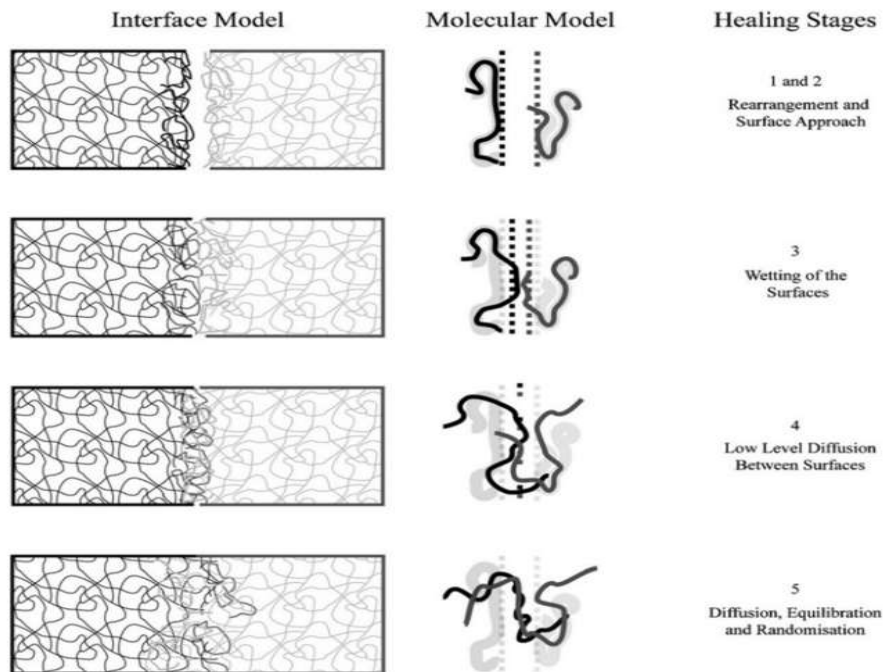 Interface Model
Molecular Model
Healing Stages
1 and 2
Rearrangement and
Surface Approach
3
Wetting of the
Surfaces
4
Low Level Diffusion
Between Surfaces
5
Diffusion, Equilibration
and Randomisation